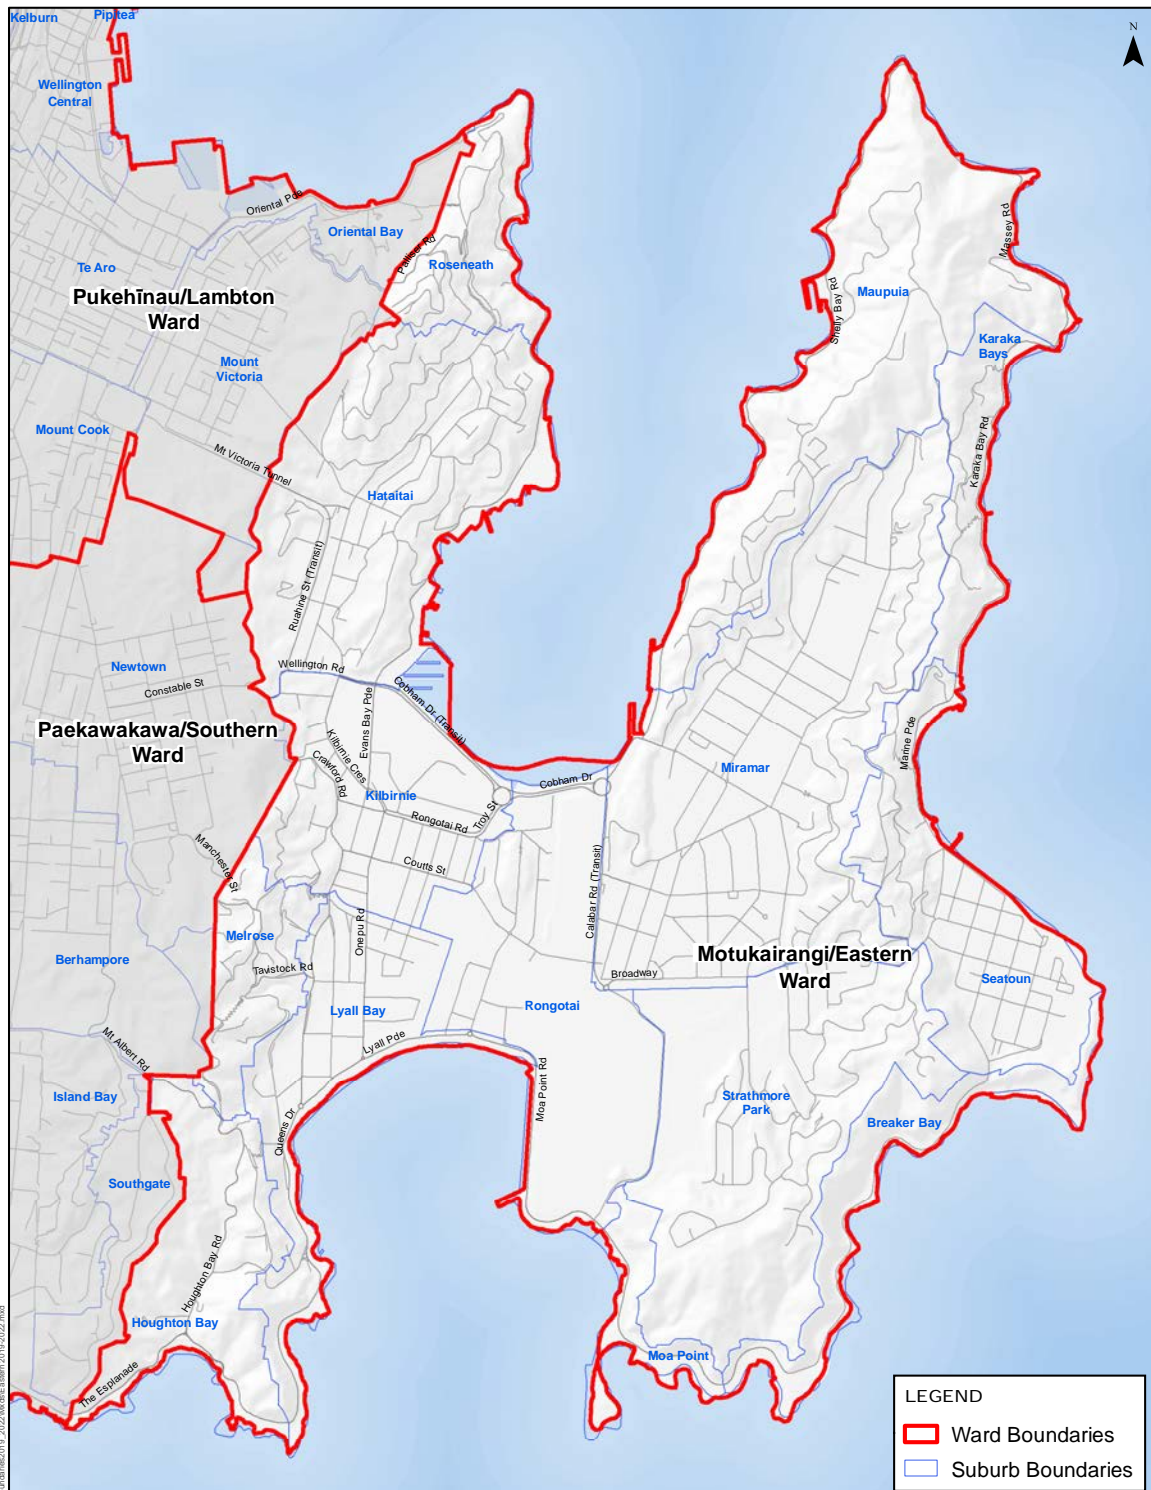 Kelburn
Pipitea
N
Wellington
Central
Oriental Pde
Oriental Bay
Palliser Rd
Roseneath
Te Aro
Pukehīnau/Lambton
Ward
Mount
Victoria
Mount Cook
Mt Victoria Tunnel
Hataitai
Ruahine St (Transit)
Massey Rd
Maupuia
Shelly Bay Rd
Karaka
Bays
Karaka Bay Rd
Newtown
Constable St
Wellington Rd
Cobham Dr (Transit)
Evans Bay Pde
Paekawakawa/Southern
Ward
Kilbirnie Cres
Crawford Rd
Kilbirnie
Rongotai Rd
Troy St
Cobham Dr
Miramar
Marine Pde
Coutts St
Calabar Rd (Transit)
Manchester St
Onepu Rd
Melrose
Tavistock Rd
Berhampore
Broadway
Motukairangi/Eastern
Ward
Seatoun
Lyall Bay
Rongotai
Lyall Pde
Mt Albert Rd
Moa Point Rd
Island Bay
Queens Dr
Strathmore
Park
Breaker Bay
Southgate
Houghton Bay Rd
Houghton Bay
The Esplanade
Moa Point
LEGEND
Ward Boundaries
Suburb Boundaries